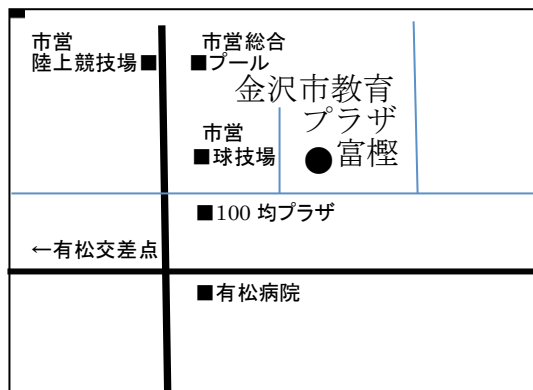 市営
陸上競技場■
市営総合
■プール
金沢市教育
プラザ
●富樫
市営
■球技場
■100 均プラザ
←有松交差点
■有松病院